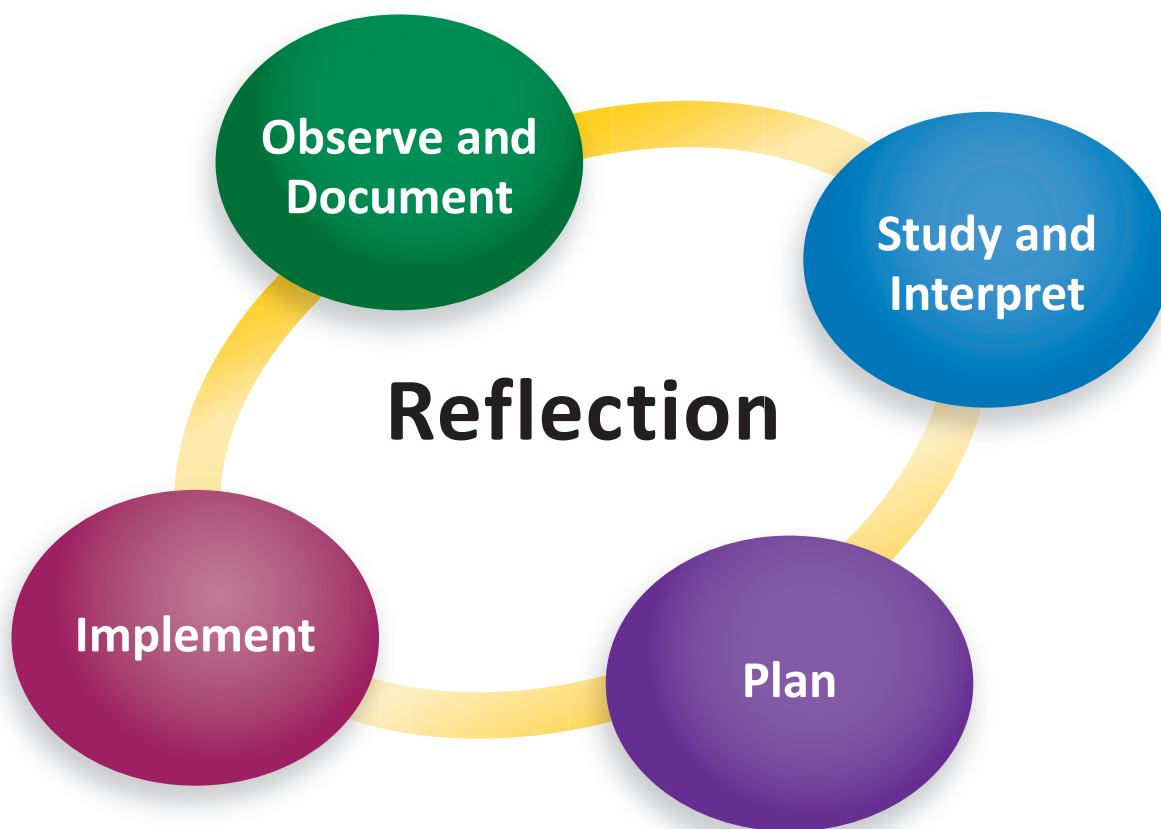 Observe and
Document
Study and
Interpret
Reflection
Implement
Plan